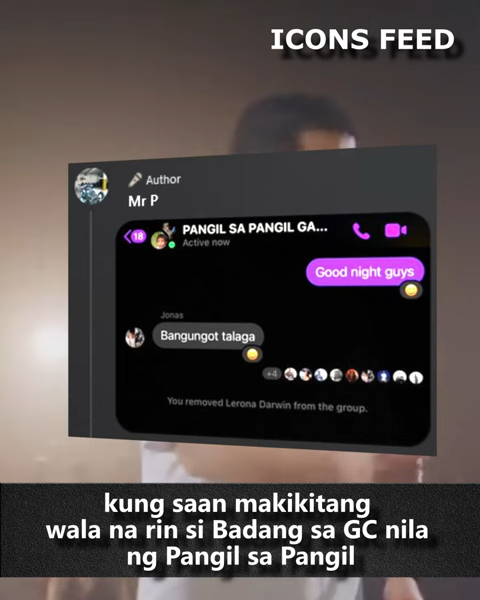 ICONS FEED
Author
Mr P
18
PANGIL SA PANGIL GA...
Active now
Good night guys
Jonas
Bangungot talaga
+4
You removed Lerona Darwin from the group.
kung saan makikitang
wala na rin si Badang sa GC nila
ng Pangil sa Pangil